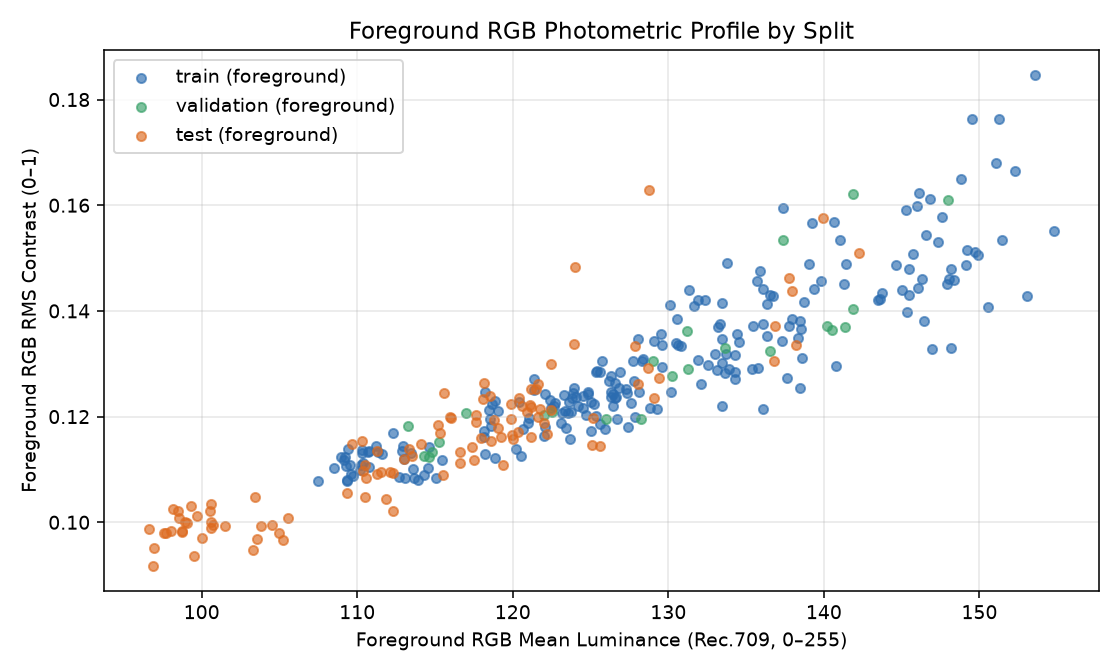 Foreground RGB Photometric Profile by Split
train (foreground)
validation (foreground)
test (foreground)
Foreground RGB RMS Contrast (0–1)
0.18
0.16
0.14
0.12
0.10
100
110
120
130
140
150
Foreground RGB Mean Luminance (Rec.709, 0–255)